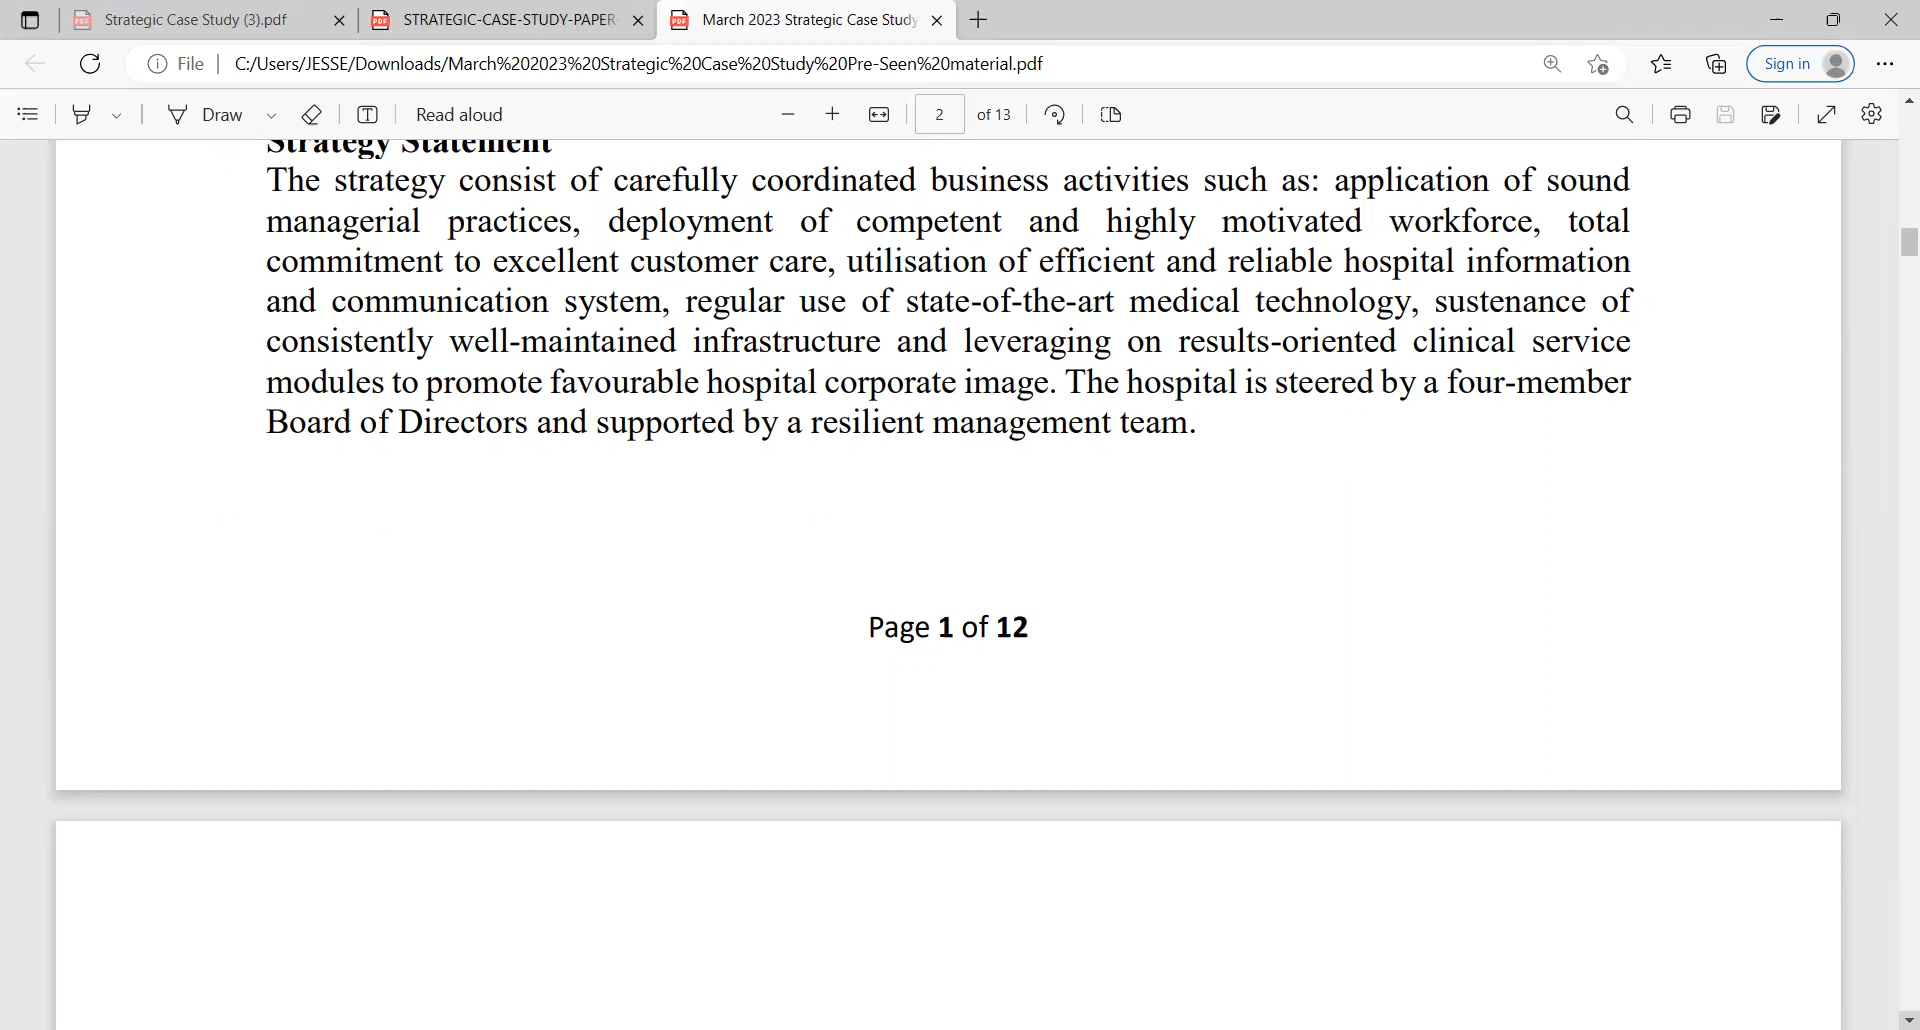 Strategic Case Study (3).pdf
STRATEGIC-CASE-STUDY-PAPER-
March 2023 Strategic Case Study
File
C:/Users/JESSE/Downloads/March%202023%20Strategic%20Case%20Study%20Pre-Seen%20material.pdf
Sign in
Draw
Read aloud
2 of 13
Strategy Statement
The strategy consist of carefully coordinated business activities such as: application of sound
managerial practices, deployment of competent and highly motivated workforce, total
commitment to excellent customer care, utilisation of efficient and reliable hospital information
and communication system, regular use of state-of-the-art medical technology, sustenance of
consistently well-maintained infrastructure and leveraging on results-oriented clinical service
modules to promote favourable hospital corporate image. The hospital is steered by a four-member
Board of Directors and supported by a resilient management team.
Page 1 of 12